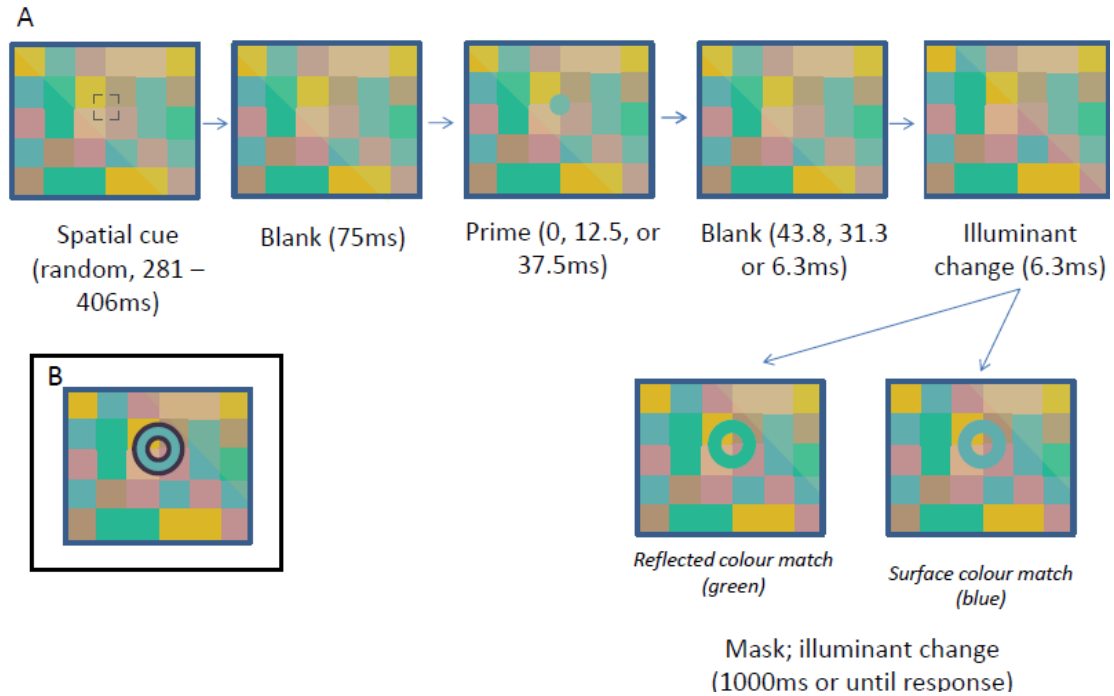 A
Spatial cue
(random, 281 –
406ms)
Blank (75ms)
Prime (0, 12.5, or
37.5ms)
Blank (43.8, 31.3
or 6.3ms)
Illuminant
change (6.3ms)
B
Reflected colour match
(green)
Surface colour match
(blue)
Mask; illuminant change
(1000ms or until response)